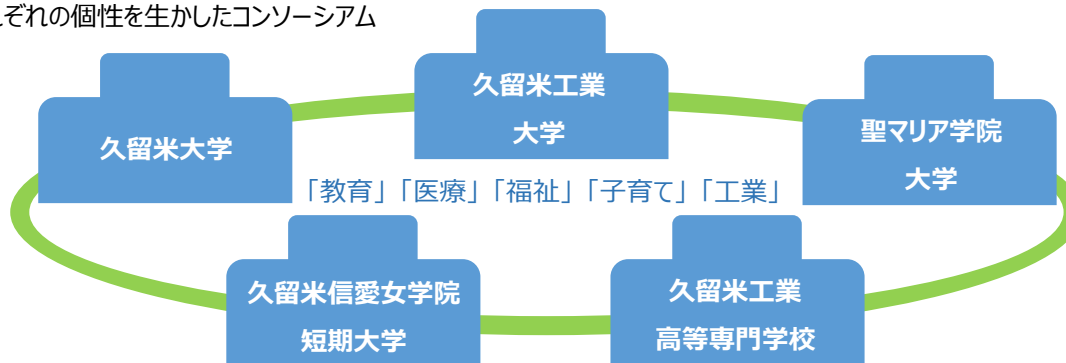 れぞれの個性を生かしたコンソーシアム
久留米工業
大学
久留米大学
聖マリア学院
大学
「教育」「医療」「福祉」「子育て」「工業」
久留米信愛女学院
短期大学
久留米工業
高等専門学校